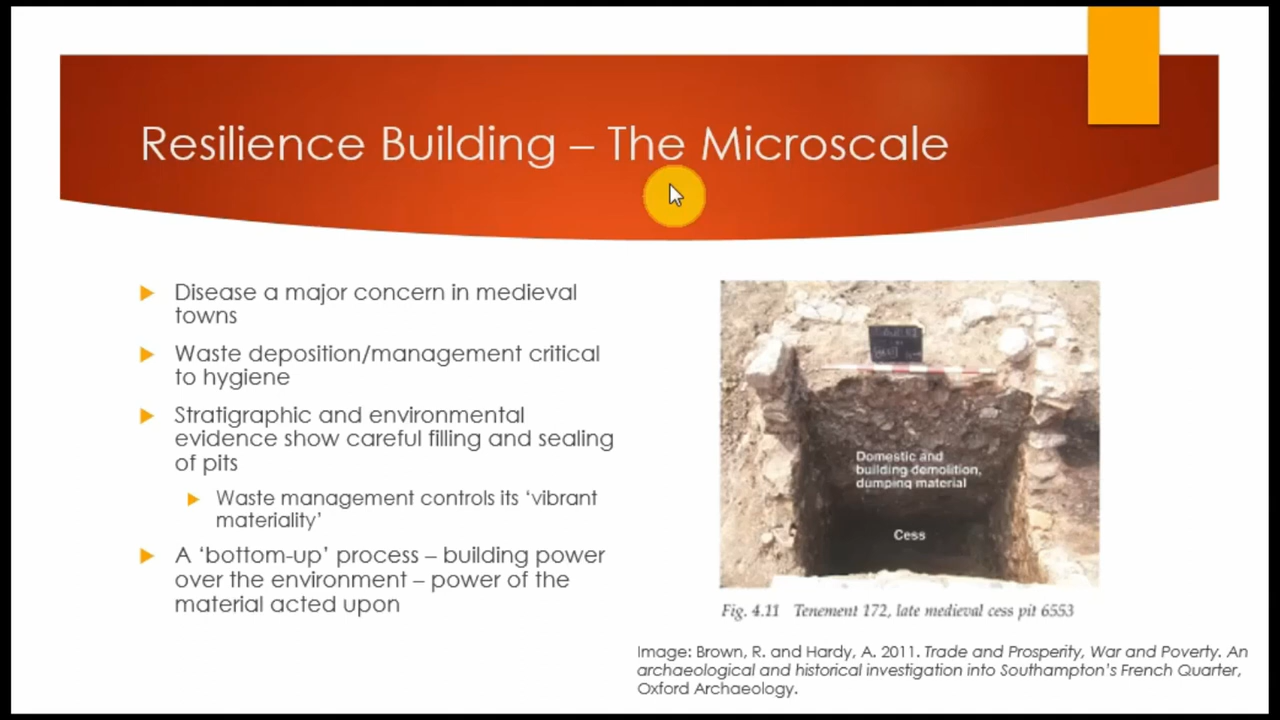 Resilience Building – The Microscale
Disease a major concern in medieval
towns
Waste deposition/management critical
to hygiene
Stratigraphic and environmental
evidence show careful filling and sealing
of pits
Waste management controls its ‘vibrant
materiality’
A ‘bottom-up’ process – building power
over the environment – power of the
material acted upon
Domestic and
building demolition,
dumping material
Cess
Fig. 4.11 Tenement 172, late medieval cess pit 6553
Image: Brown, R. and Hardy, A. 2011. Trade and Prosperity, War and Poverty. An
archaeological and historical investigation into Southampton’s French Quarter,
Oxford Archaeology.